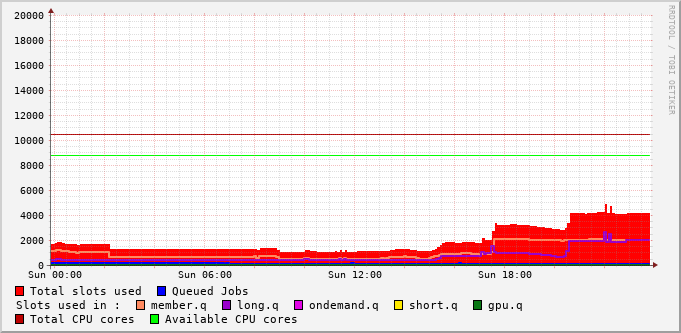 RRDTOOL / TOBI OETIKER
20000
18000
16000
14000
12000
10000
8000
6000
4000
2000
0
Sun 00:00 Sun 06:00 Sun 12:00 Sun 18:00
Total slots used Queued Jobs
Slots used in : member.q long.q ondemand.q short.q gpu.q
Total CPU cores Available CPU cores